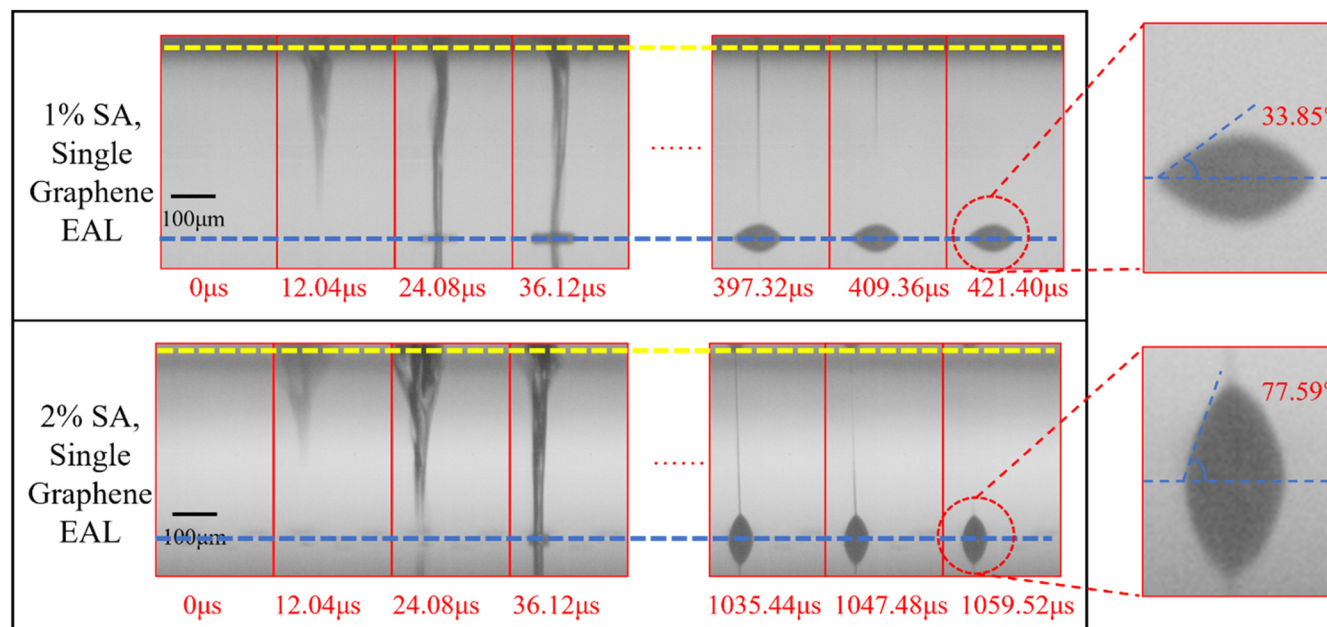 1% SA,
Single
Graphene
EAL
100μm
0μs
12.04μs
24.08μs
36.12μs
......
397.32μs
409.36μs
421.40μs
33.85°
2% SA,
Single
Graphene
EAL
100μm
0μs
12.04μs
24.08μs
36.12μs
......
1035.44μs
1047.48μs
1059.52μs
77.59°